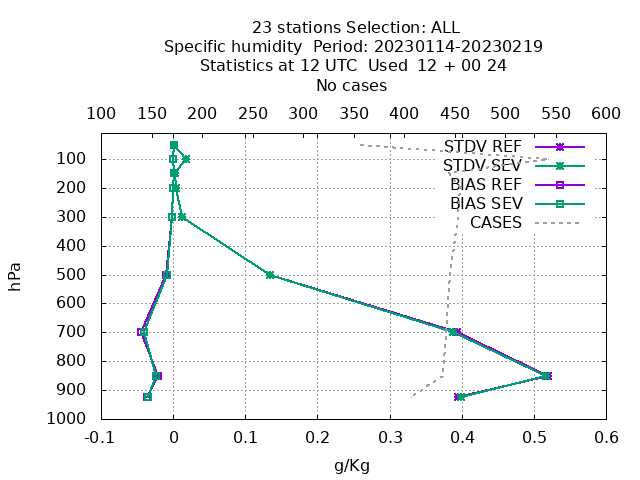 23 stations Selection: ALL
Specific humidity  Period: 20230114-20230219
Statistics at 12 UTC  Used  12 + 00 24
No cases
100 150 200 250 300 350 400 450 500 550 600
STDV REF
STDV SEV
BIAS REF
BIAS SEV
CASES
100
200
300
400
500
600
700
800
900
1000
hPa
-0.1 0 0.1 0.2 0.3 0.4 0.5 0.6
g/Kg